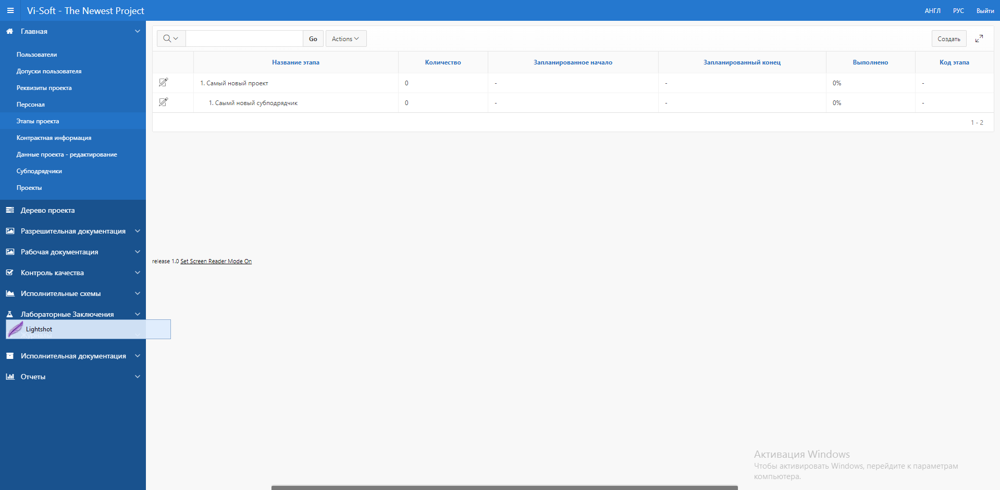 Vi-Soft - The Newest Project
АНГЛ РУС Выйти
Главная
Пользователи
Допуски пользователя
Реквизиты проекта
Персонал
Этапы проекта
Контрактная информация
Данные проекта - редактирование
Субподрядчики
Проекты
Дерево проекта
Разрешительная документация
Рабочая документация
Контроль качества
Исполнительные схемы
Лабораторные Заключения
Lightshot
Журналы
Исполнительная документация
Отчеты
Go Actions Создать
Название этапа Количество Запланированное начало Запланированный конец Выполнено Код этапа
1. Самый новый проект 0 - - 0% -
1. Саымй новый субподрядчик 0 - - 0% -
1 - 2
release 1.0 Set Screen Reader Mode On
Активация Windows
Чтобы активировать Windows, перейдите к параметрам
компьютера.